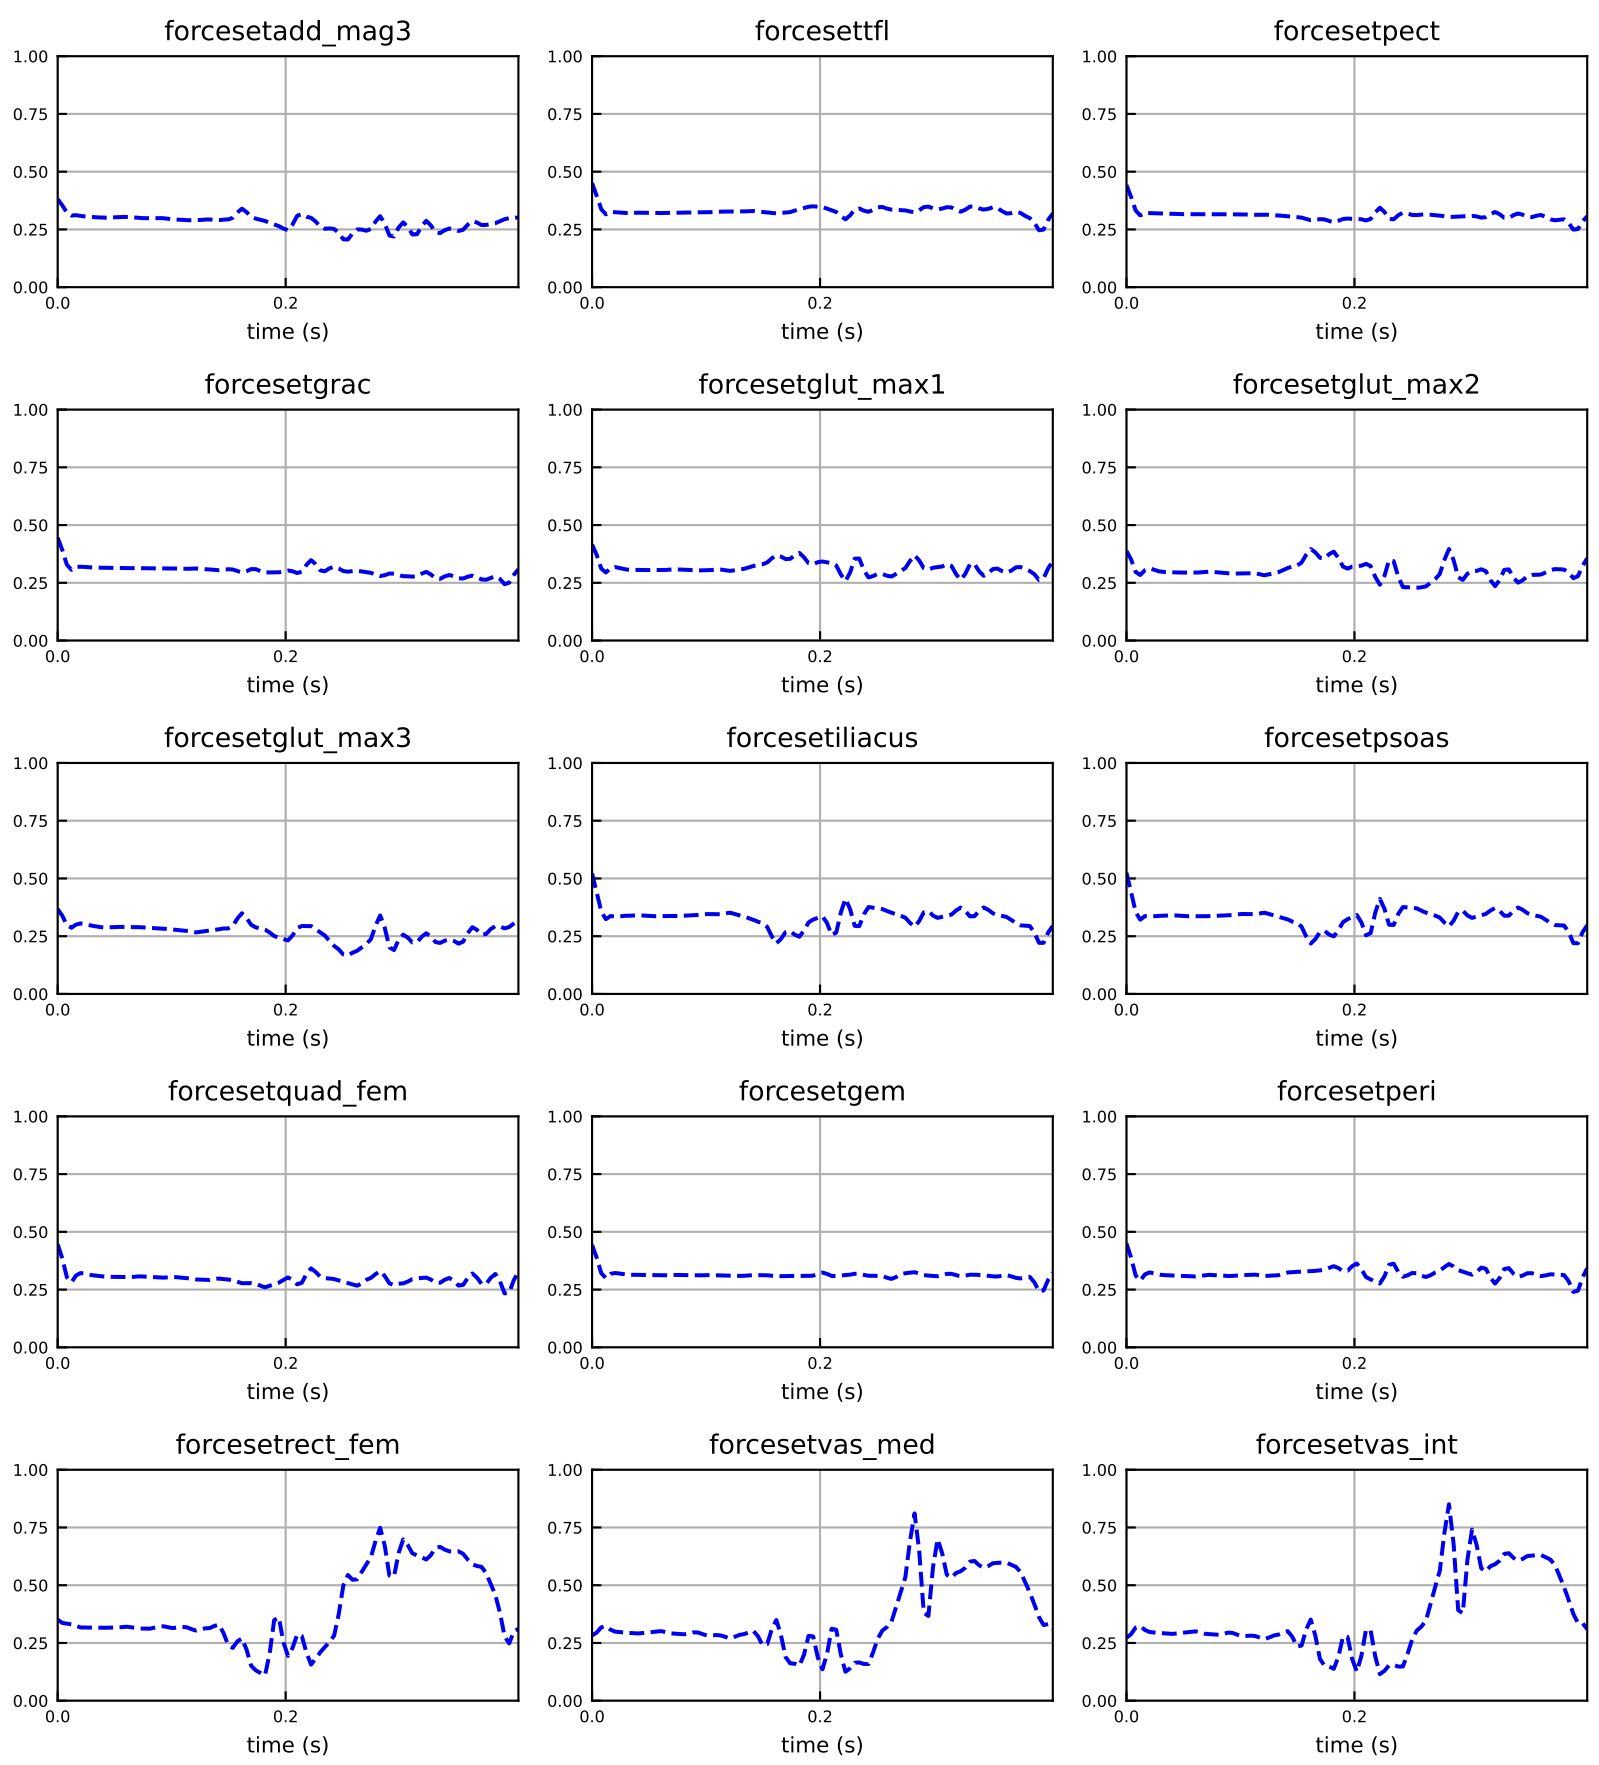 forcesetadd_mag3 forcesettfl forcesetpect
1.00 1.00 1.00
0.75 0.75 0.75
0.50 0.50 0.50
0.25 0.25 0.25
0.00 0.00 0.00
0.0 0.2 0.0 0.2 0.0 0.2
time (s) time (s) time (s)
forcesetgrac forcesetglut_max1 forcesetglut_max2
1.00 1.00 1.00
0.75 0.75 0.75
0.50 0.50 0.50
0.25 0.25 0.25
0.00 0.00 0.00
0.0 0.2 0.0 0.2 0.0 0.2
time (s) time (s) time (s)
forcesetglut_max3 forcesetiliacus forcesetpsoas
1.00 1.00 1.00
0.75 0.75 0.75
0.50 0.50 0.50
0.25 0.25 0.25
0.00 0.00 0.00
0.0 0.2 0.0 0.2 0.0 0.2
time (s) time (s) time (s)
forcesetquad_fem forcesetgem forcesetperi
1.00 1.00 1.00
0.75 0.75 0.75
0.50 0.50 0.50
0.25 0.25 0.25
0.00 0.00 0.00
0.0 0.2 0.0 0.2 0.0 0.2
time (s) time (s) time (s)
forcesetrect_fem forcesetvas_med forcesetvas_int
1.00 1.00 1.00
0.75 0.75 0.75
0.50 0.50 0.50
0.25 0.25 0.25
0.00 0.00 0.00
0.0 0.2 0.0 0.2 0.0 0.2
time (s) time (s) time (s)